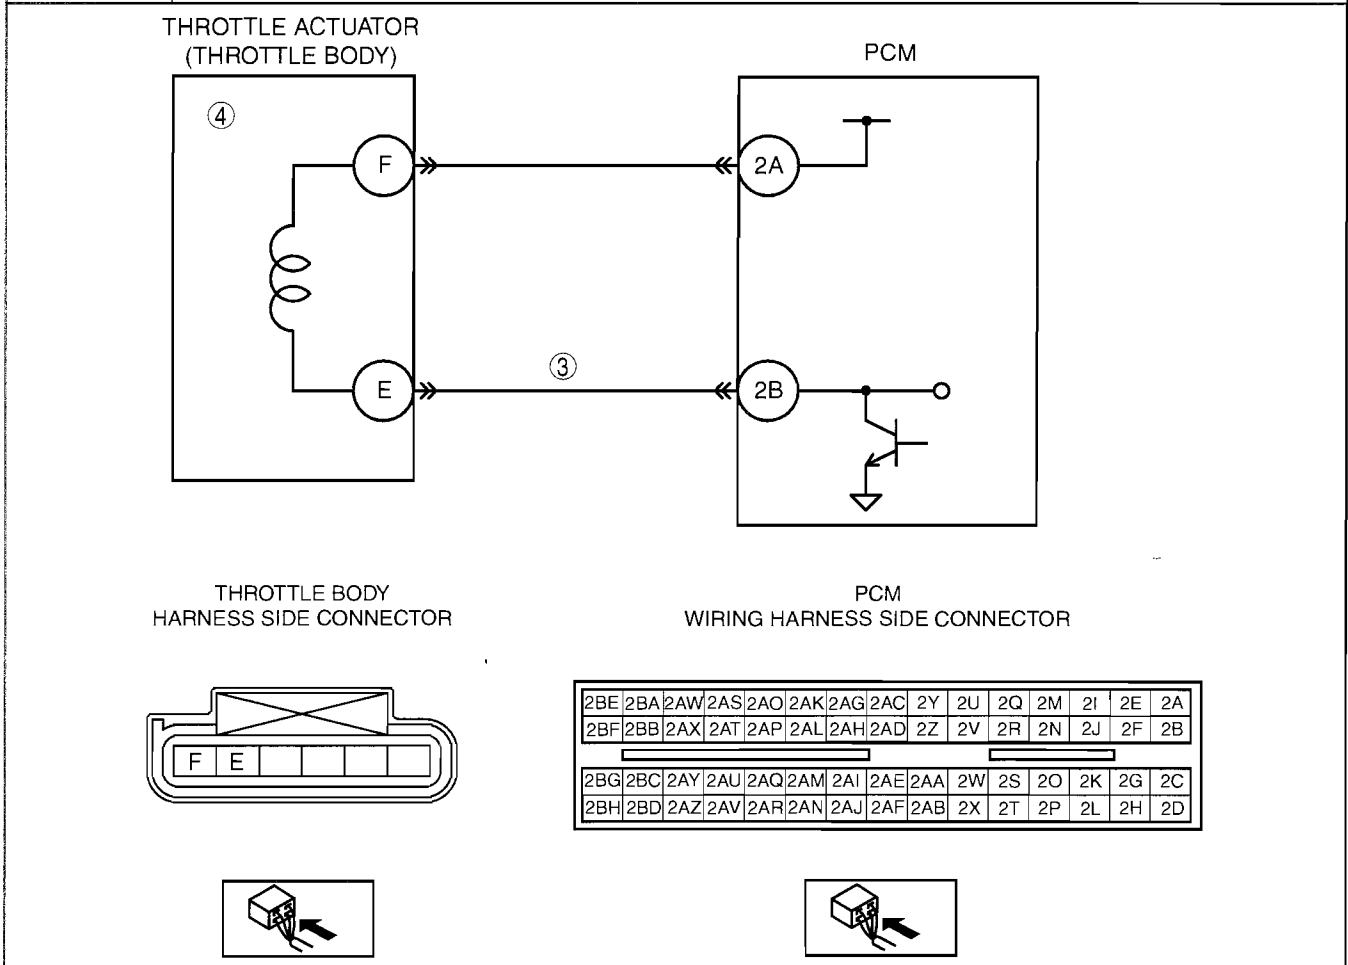 THROTTLE ACTUATOR
(THROTTLE BODY)
PCM
④
F
2A
③
E
2B
THROTTLE BODY
HARNESS SIDE CONNECTOR
PCM
WIRING HARNESS SIDE CONNECTOR
F E
2BE 2BA 2AW 2AS 2AO 2AK 2AG 2AC 2Y 2U 2Q 2M 2I 2E 2A
2BF 2BB 2AX 2AT 2AP 2AL 2AH 2AD 2Z 2V 2R 2N 2J 2F 2B
2BG 2BC 2AY 2AU 2AQ 2AM 2AI 2AE 2AA 2W 2S 2O 2K 2G 2C
2BH 2BD 2AZ 2AV 2AR 2AN 2AJ 2AF 2AB 2X 2T 2P 2L 2H 2D